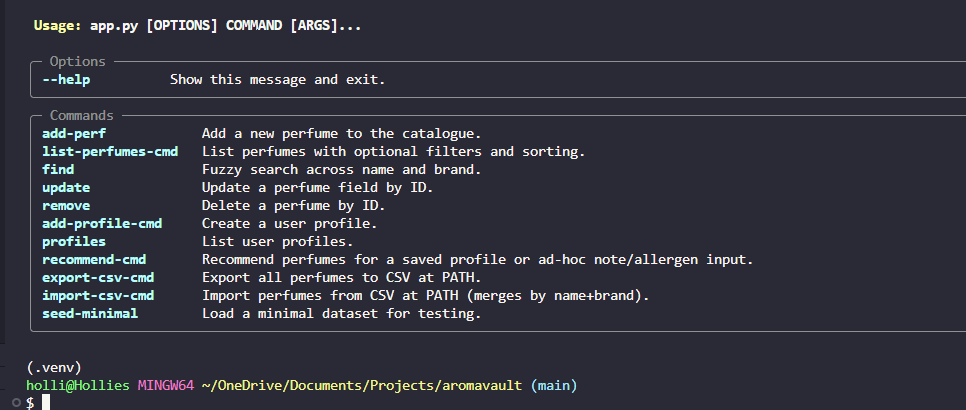 Usage: app.py [OPTIONS] COMMAND [ARGS]...
Options
--help Show this message and exit.
Commands
add-perf Add a new perfume to the catalogue.
list-perfumes-cmd List perfumes with optional filters and sorting.
find Fuzzy search across name and brand.
update Update a perfume field by ID.
remove Delete a perfume by ID.
add-profile-cmd Create a user profile.
profiles List user profiles.
recommend-cmd Recommend perfumes for a saved profile or ad-hoc note/allergen input.
export-csv-cmd Export all perfumes to CSV at PATH.
import-csv-cmd Import perfumes from CSV at PATH (merges by name+brand).
seed-minimal Load a minimal dataset for testing.
(.venv)
holli@Hollies MINGW64 ~/OneDrive/Documents/Projects/aromavault (main)
$